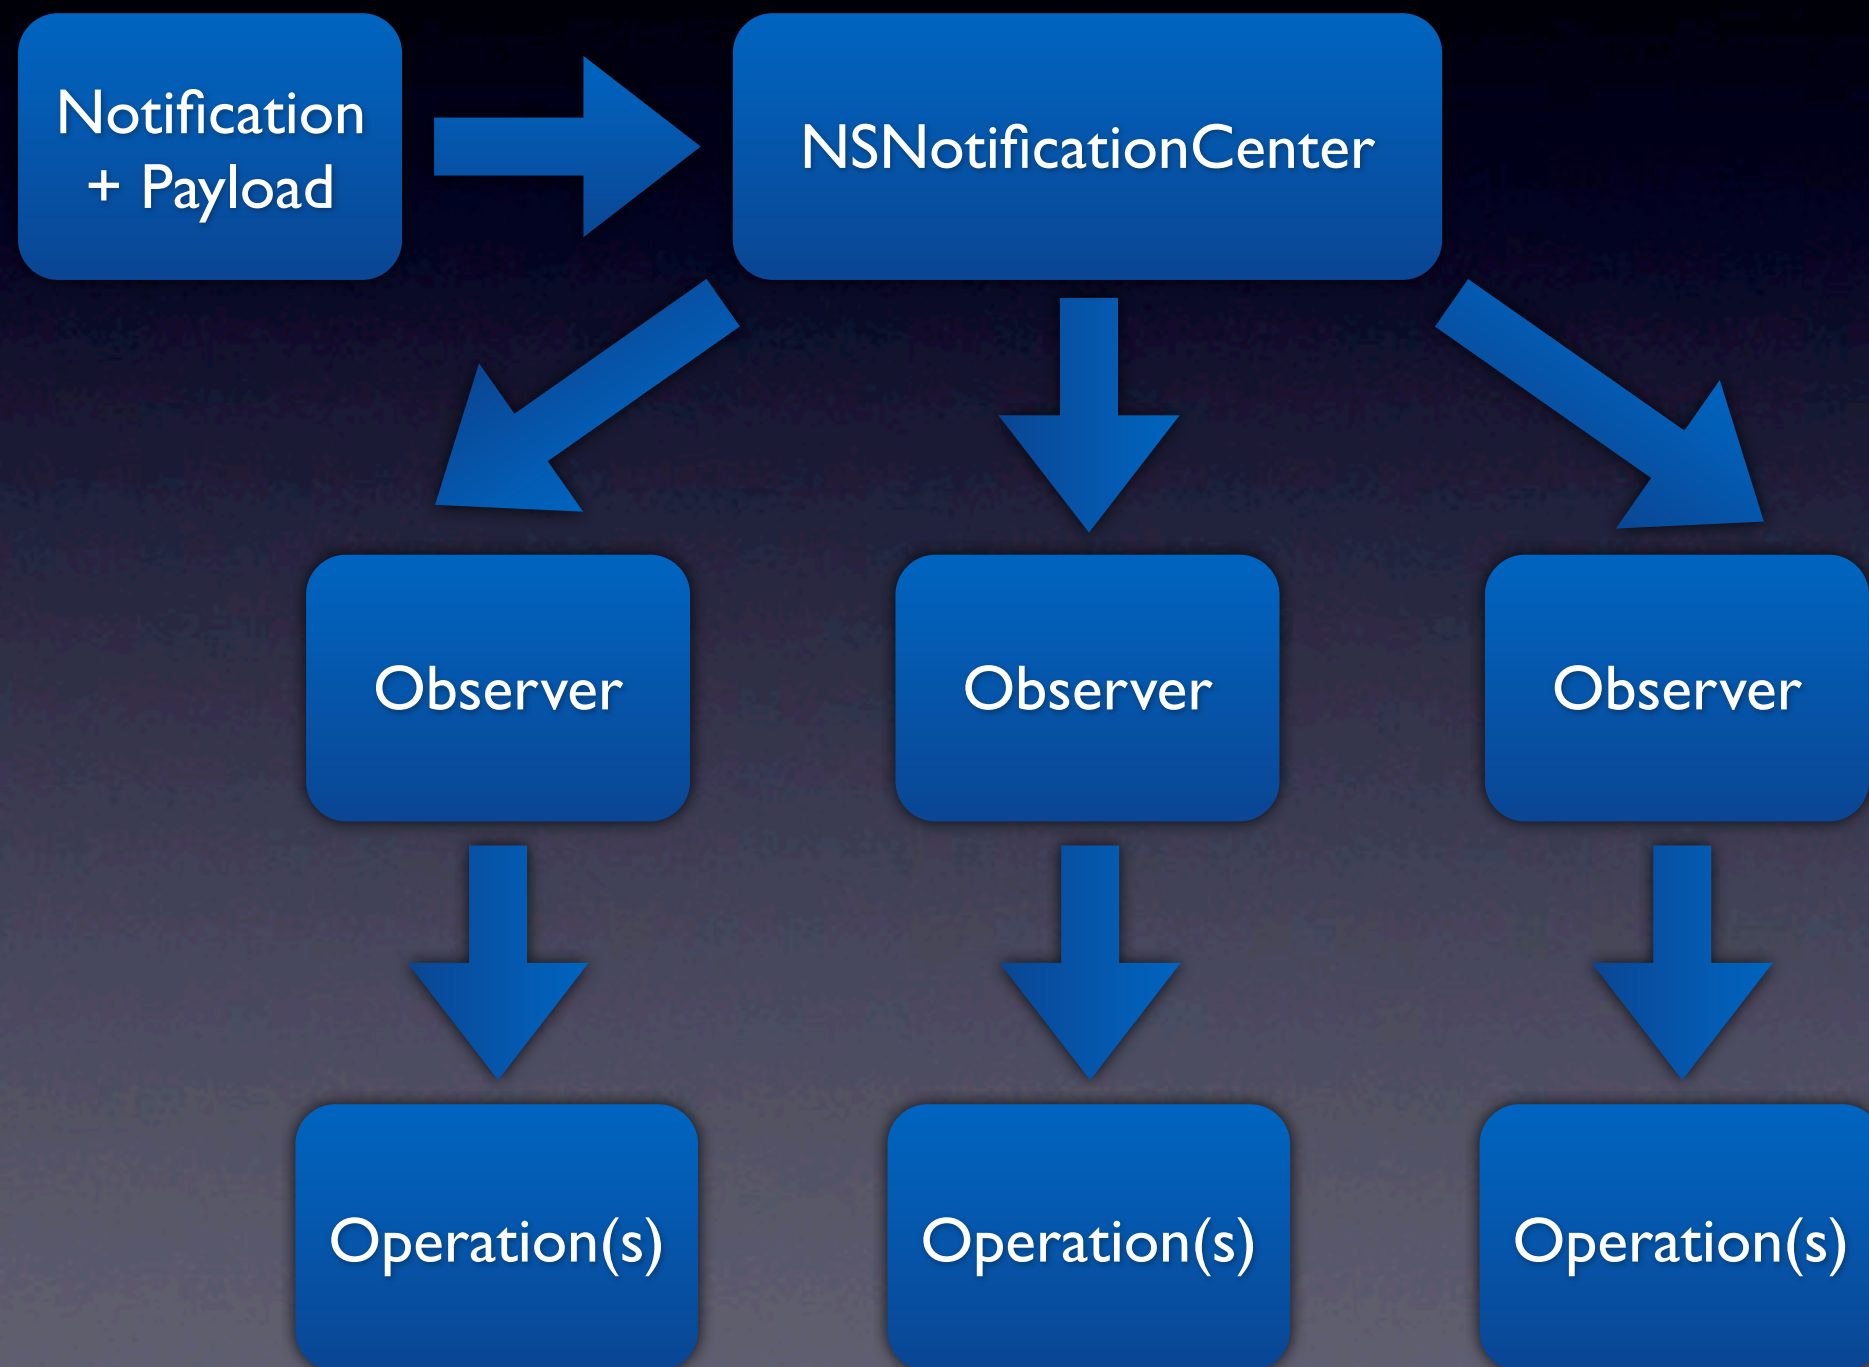 Notification
+ Payload
NSNotificationCenter
Observer
Observer
Observer
Operation(s)
Operation(s)
Operation(s)